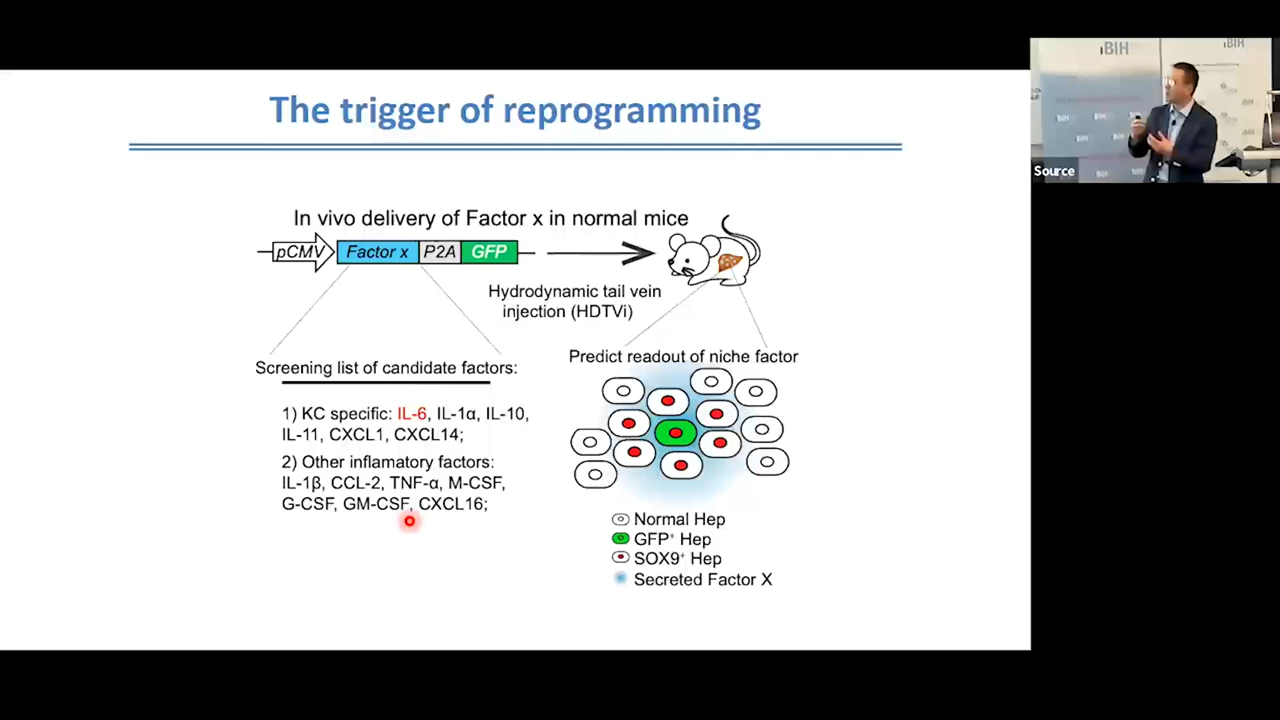 The trigger of reprogramming
In vivo delivery of Factor x in normal mice
pCMV Factor x P2A GFP
Hydrodynamic tail vein
injection (HDTVi)
Screening list of candidate factors:
1) KC specific: IL-6, IL-1α, IL-10,
IL-11, CXCL1, CXCL14;
2) Other inflamatory factors:
IL-1β, CCL-2, TNF-α, M-CSF,
G-CSF, GM-CSF, CXCL16;
Predict readout of niche factor
Normal Hep
GFP⁺ Hep
SOX9⁺ Hep
Secreted Factor X
BIH
BIH
Source